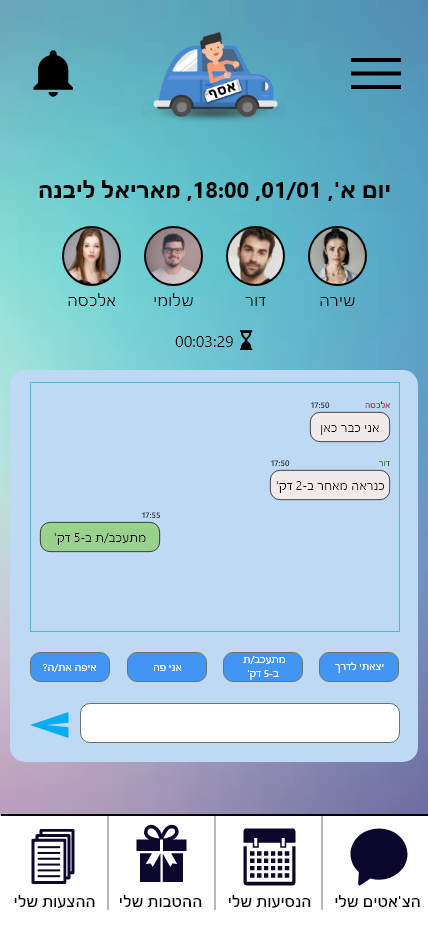 אסף
יום א', 01/01, 18:00, מאריאל ליבנה
שירה
דור
שלומי
אלכסה
00:03:29
אלכסה 17:50
אני כבר כאן
דור 17:50
כנראה מאחר ב-2 דק'
17:55
מתעכב/ת ב-5 דק'
יצאתי לדרך
מתעכב/ת
ב-5 דק'
אני פה
איפה את/ה?
הצ'אטים שלי
הנסיעות שלי
ההטבות שלי
ההצעות שלי